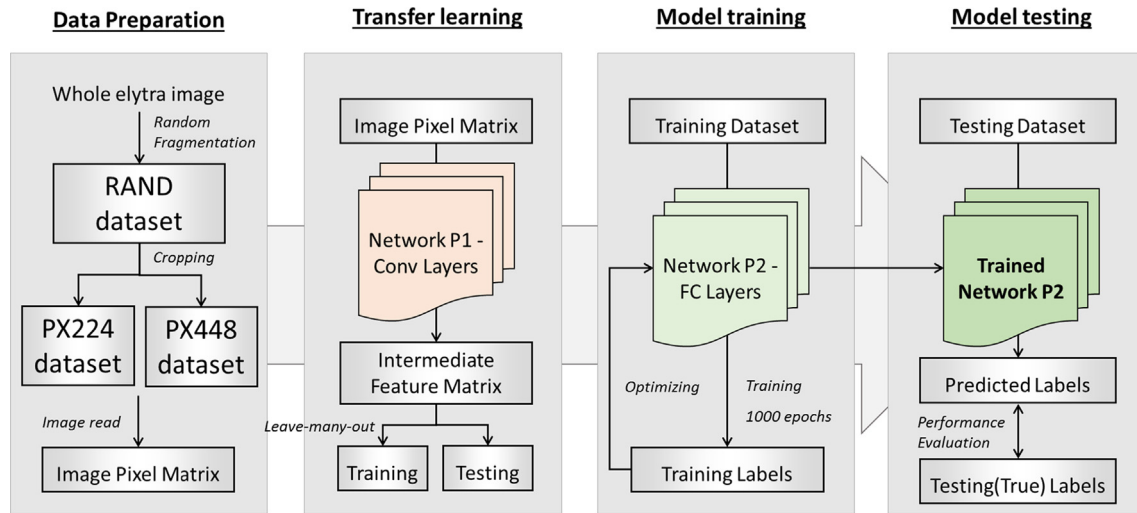 Data Preparation
Whole elytra image
Random
Fragmentation
RAND
dataset
Cropping
PX224
dataset
PX448
dataset
Image read
Image Pixel Matrix
Transfer learning
Image Pixel Matrix
Network P1 -
Conv Layers
Intermediate
Feature Matrix
Leave-many-out
Training
Testing
Model training
Training Dataset
Network P2 -
FC Layers
Optimizing
Training
1000 epochs
Training Labels
Model testing
Testing Dataset
Trained
Network P2
Predicted Labels
Performance
Evaluation
Testing(True) Labels